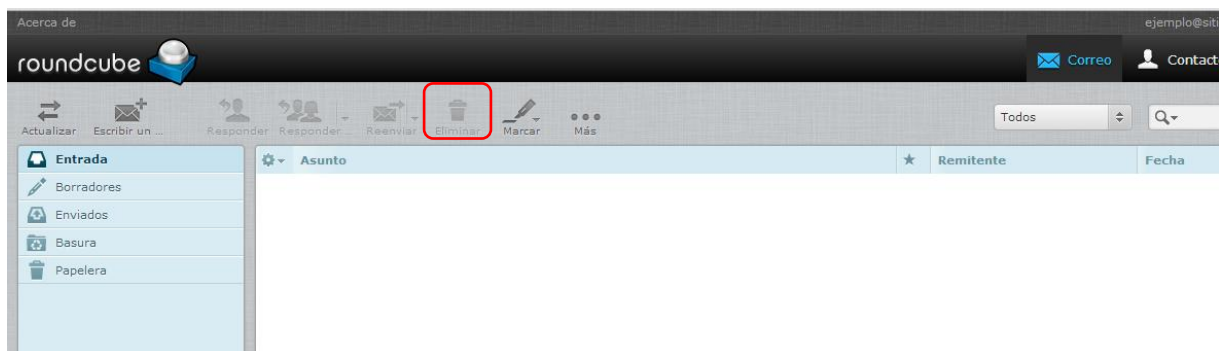 Acerca de
ejemplo@siti
roundcube
Correo
Contact
Actualizar
Escribir un ...
Responder
Responder...
Reenviar
Eliminar
Marcar
Más
Todos
Entrada
Asunto
Remitente
Fecha
Borradores
Enviados
Basura
Papelera